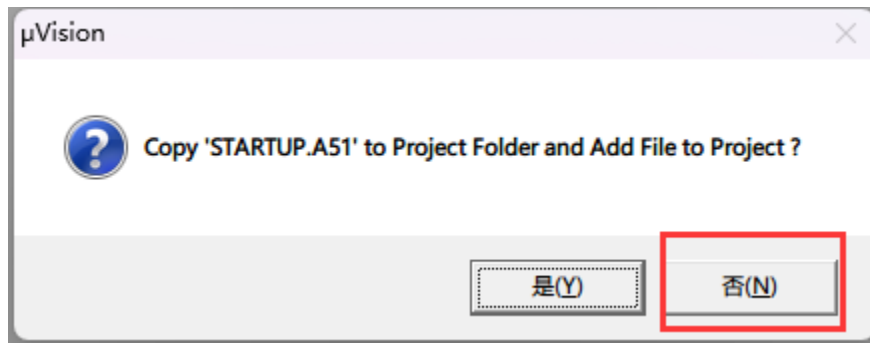 µVision
Copy 'STARTUP.A51' to Project Folder and Add File to Project ?
是(Y)
否(N)